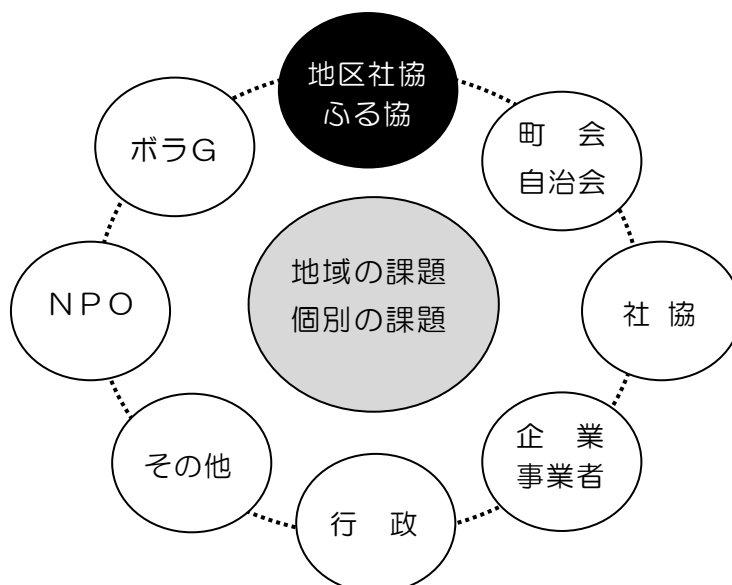 地区社協
ふる協
町　会
自治会
社 協
企　業
事業者
行　政
その他
ＮＰＯ
ボラＧ
地域の課題
個別の課題